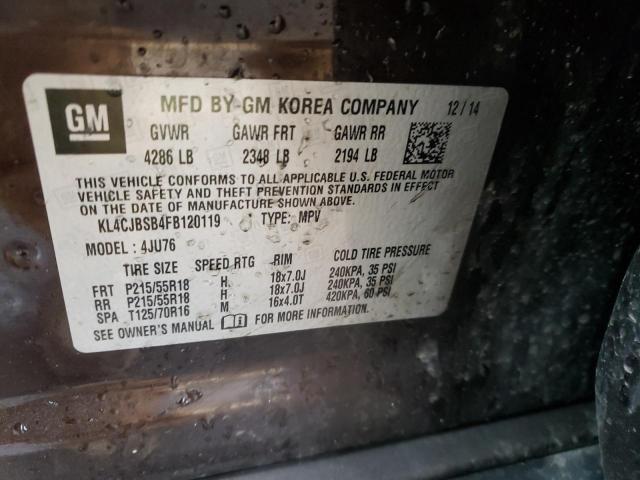 GM
MFD BY GM KOREA COMPANY 12/14
GVWR GAWR FRT GAWR RR
4286 LB 2348 LB 2194 LB
THIS VEHICLE CONFORMS TO ALL APPLICABLE U.S. FEDERAL MOTOR
VEHICLE SAFETY AND THEFT PREVENTION STANDARDS IN EFFECT
ON THE DATE OF MANUFACTURE SHOWN ABOVE.
KL4CJBSB4FB120119 TYPE: MPV
MODEL: 4JU76
TIRE SIZE SPEED RTG RIM COLD TIRE PRESSURE
FRT P215/55R18 H 18x7.0J 240KPA, 35 PSI
RR P215/55R18 H 18x7.0J 240KPA, 35 PSI
SPA T125/70R16 M 16x4.0T 420KPA, 60 PSI
SEE OWNER'S MANUAL FOR MORE INFORMATION